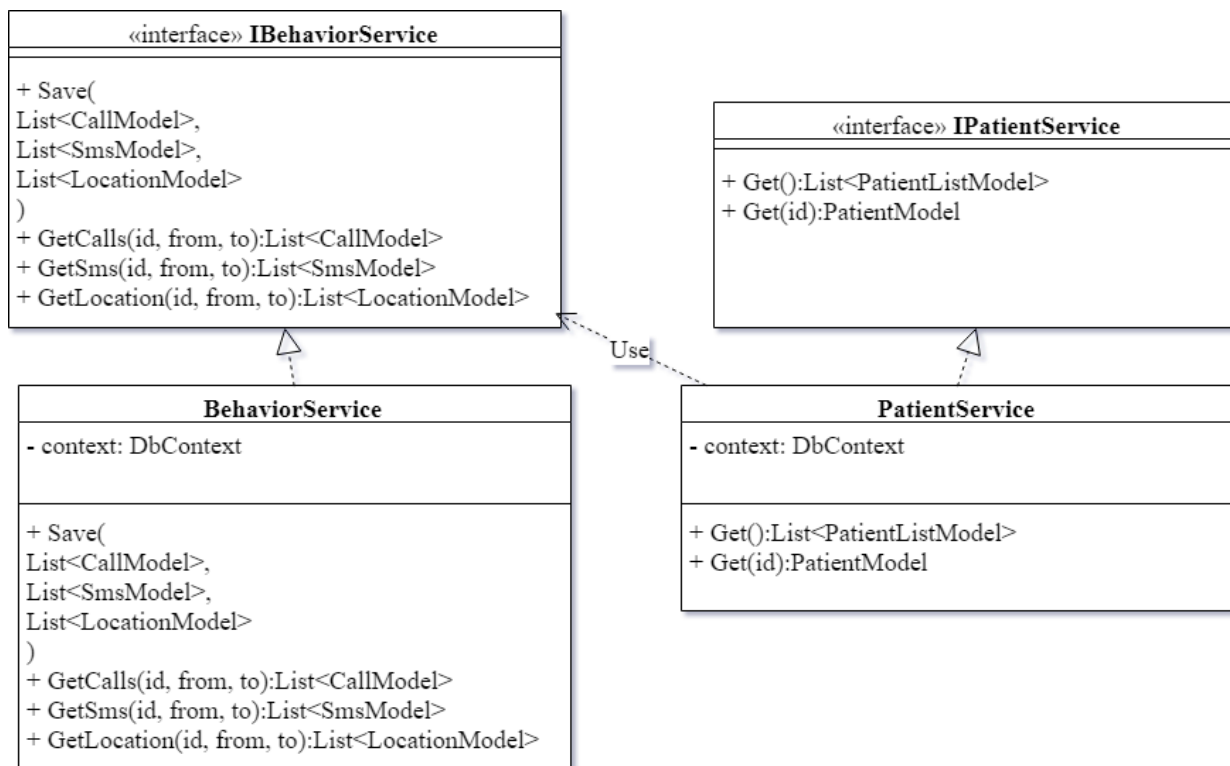 «interface» IBehaviorService
+ Save(
List<CallModel>,
List<SmsModel>,
List<LocationModel>
)
+ GetCalls(id, from, to):List<CallModel>
+ GetSms(id, from, to):List<SmsModel>
+ GetLocation(id, from, to):List<LocationModel>
«interface» IPatientService
+ Get():List<PatientListModel>
+ Get(id):PatientModel
Use
BehaviorService
- context: DbContext
+ Save(
List<CallModel>,
List<SmsModel>,
List<LocationModel>
)
+ GetCalls(id, from, to):List<CallModel>
+ GetSms(id, from, to):List<SmsModel>
+ GetLocation(id, from, to):List<LocationModel>
PatientService
- context: DbContext
+ Get():List<PatientListModel>
+ Get(id):PatientModel